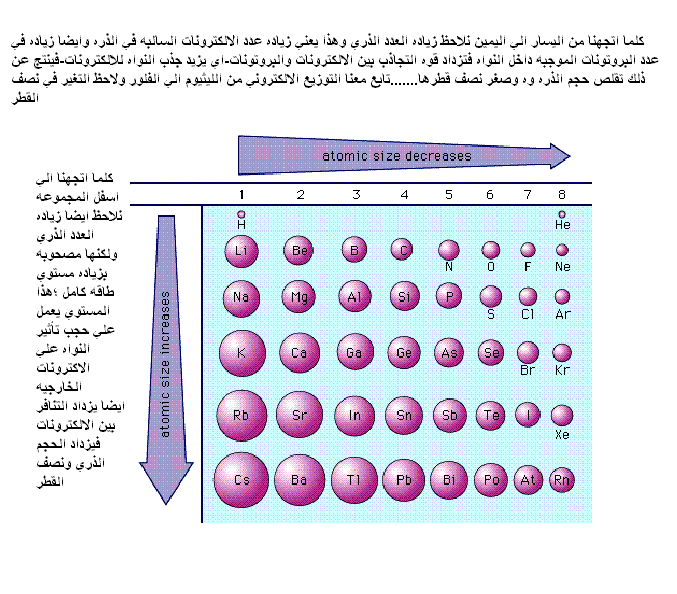 كلما اتجهنا من اليسار الي اليمين نلاحظ زياده العدد الذري وهذا يعني زياده عدد الالكترونات السالبه في الذره وايضا زياده في
عدد البروتونات الموجبه داخل النواه فتزداد قوه التجاذب بين الالكترونات والبروتونات-اي يزيد جذب النواه للالكترونات-فينتج عن
ذلك تقلص حجم الذره وه وصغر نصف قطرها.......تابع معنا التوزيع الالكتروني من الليثيوم الي الفلور ولاحظ التغير في نصف
القطر
atomic size decreases
كلما اتجهنا الي
اسفل المجموعه
نلاحظ ايضا زياده
العدد الذري
ولكنها مصحوبه
بزياده مستوي
طاقه كامل ؛هذا
المستوي يعمل
علي حجب تأثير
النواه علي
الاكترونات
الخارجيه
ايضا يزداد التنافر
بين الالكترونات
فيزداد الحجم
الذري ونصف
القطر
atomic size increases
1 2 3 4 5 6 7 8
H He
Li Be B C N O F Ne
Na Mg Al Si P S Cl Ar
K Ca Ga Ge As Se Br Kr
Rb Sr In Sn Sb Te I Xe
Cs Ba Tl Pb Bi Po At Rn